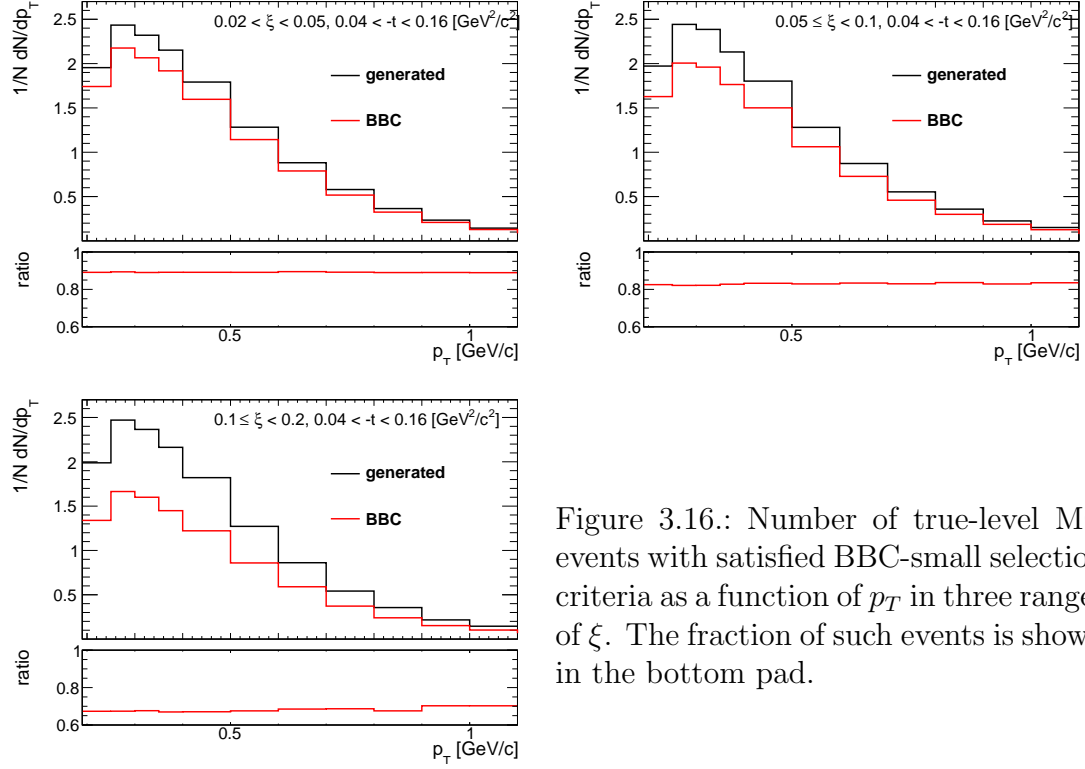 0.02 < ξ < 0.05, 0.04 < -t < 0.16 [GeV²/c²]
1/N dN/dp_T
2.5
2
1.5
1
0.5
generated
BBC
ratio
1
0.8
0.6
0.5
1
p_T [GeV/c]
0.05 ≤ ξ < 0.1, 0.04 < -t < 0.16 [GeV²/c²]
1/N dN/dp_T
2.5
2
1.5
1
0.5
generated
BBC
ratio
1
0.8
0.6
0.5
1
p_T [GeV/c]
0.1 ≤ ξ < 0.2, 0.04 < -t < 0.16 [GeV²/c²]
1/N dN/dp_T
2.5
2
1.5
1
0.5
generated
BBC
ratio
1
0.8
0.6
0.5
1
p_T [GeV/c]
Figure 3.16.: Number of true-level M
events with satisfied BBC-small selectio
criteria as a function of p_T in three range
of ξ. The fraction of such events is show
in the bottom pad.